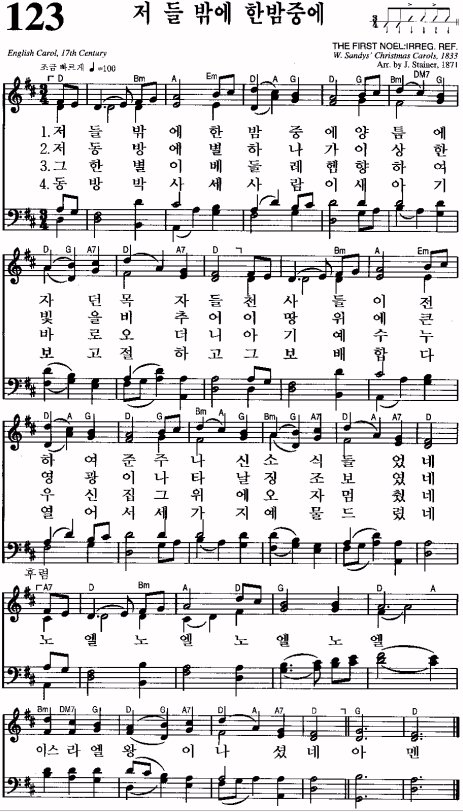 123 저 들 밖에 한밤중에
English Carol, 17th Century
THE FIRST NOEL:IRREG. REF.
W. Sandys' Christmas Carols, 1833
Arr. by J. Stainer, 1871
조금 빠르게 ♩=100
D Bm A Em D Bm DM7
1.저 들 밖 에 한 밤 중 에 양 틈 에
2.저 동 방 에 별 하 나 가 이 상 한
3.그 한 별 이 베 들 레 헴 향 하 여
4.동 방 박 사 세 사 람 이 새 아 기
D G A7 D A G D Bm A Em
자 던 목 자 들 천 사 들 이 전
빛 을 비 추 어 이 땅 위 에 큰
바 로 오 더 니 아 기 예 수 누
보 고 절 하 고 그 보 배 합 다
D A G D G A7 D G Bm A G Bm A G A7 D A7 D
하 여 준 주 나 신 소 식 들 었 네
영 광 이 나 타 날 징 조 보 였 네
우 신 집 그 위 에 오 자 멈 췄 네
열 어 서 세 가 지 예 물 드 렸 네
후렴
A7 D Bm A D G D G
노 엘 노 엘 노 엘 노 엘
Bm DM7 G A7 D A G D A A7 D G D
이스 라 엘 왕 이 나 셨 네 아 멘